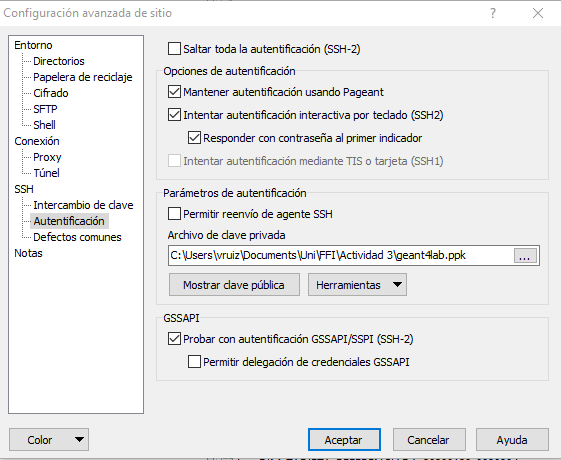 Configuración avanzada de sitio
?
Entorno
Directorios
Papelera de reciclaje
Cifrado
SFTP
Shell
Conexión
Proxy
Túnel
SSH
Intercambio de clave
Autentificación
Defectos comunes
Notas
Saltar toda la autentificación (SSH-2)
Opciones de autentificación
Mantener autentificación usando Pageant
Intentar autentificación interactiva por teclado (SSH2)
Responder con contraseña al primer indicador
Intentar autentificación mediante TIS o tarjeta (SSH1)
Parámetros de autentificación
Permitir reenvío de agente SSH
Archivo de clave privada
C:\Users\vruiz\Documents\Uni\FFI\Actividad 3\geant4lab.ppk
...
Mostrar clave pública
Herramientas
GSSAPI
Probar con autentificación GSSAPI/SSPI (SSH-2)
Permitir delegación de credenciales GSSAPI
Color
Aceptar
Cancelar
Ayuda